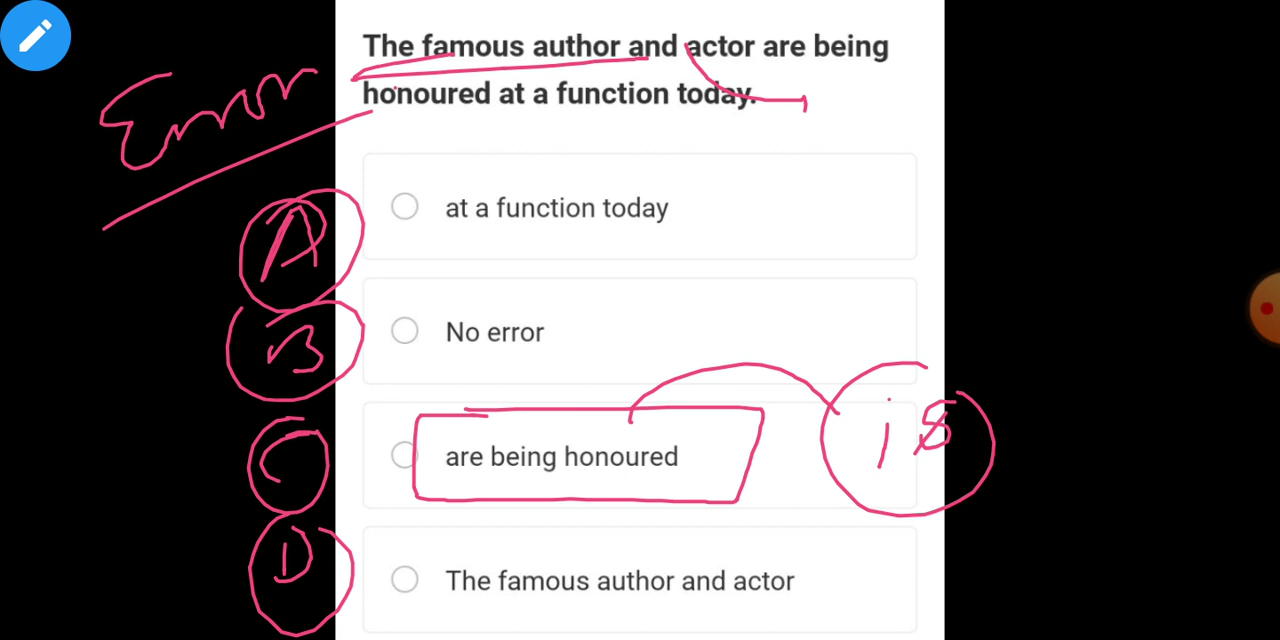 The famous author and actor are being
Error
honoured at a function today.
A
at a function today
B
No error
C
are being honoured
is
D
The famous author and actor